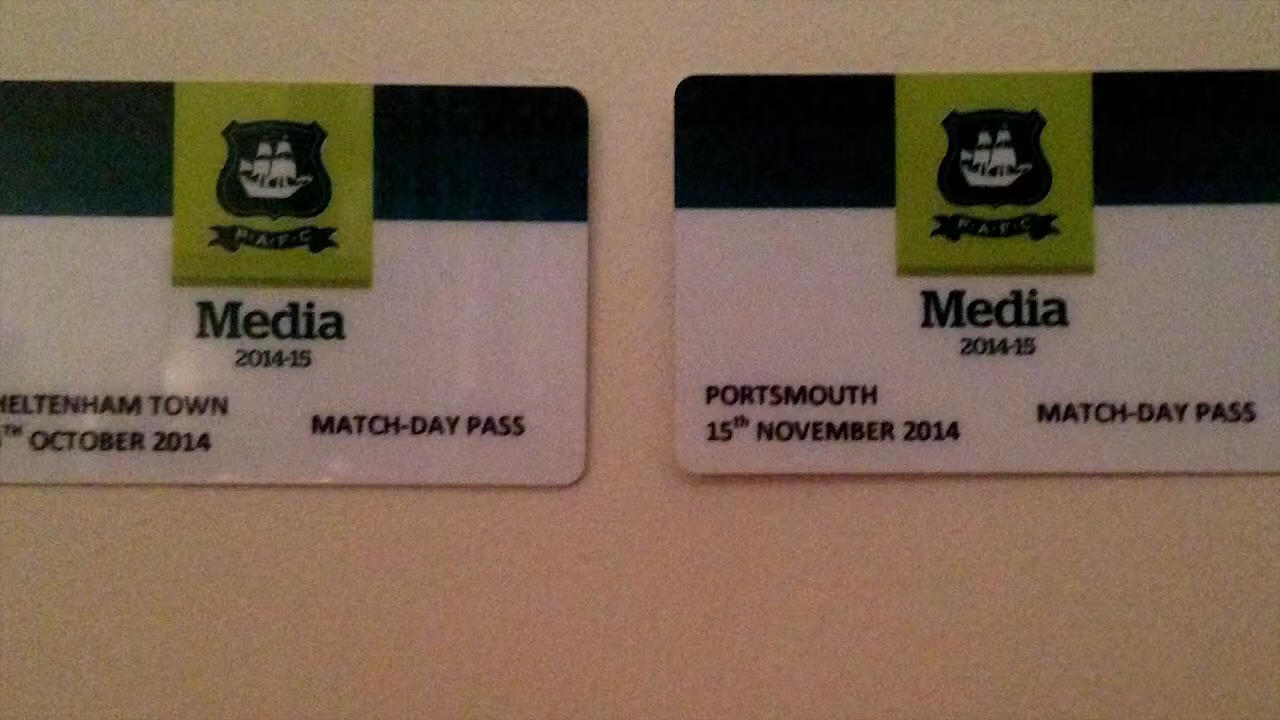 P·A·F·C
Media
2014-15
HELTENHAM TOWN
TH OCTOBER 2014
MATCH-DAY PASS
P·A·F·C
Media
2014-15
PORTSMOUTH
15th NOVEMBER 2014
MATCH-DAY PASS